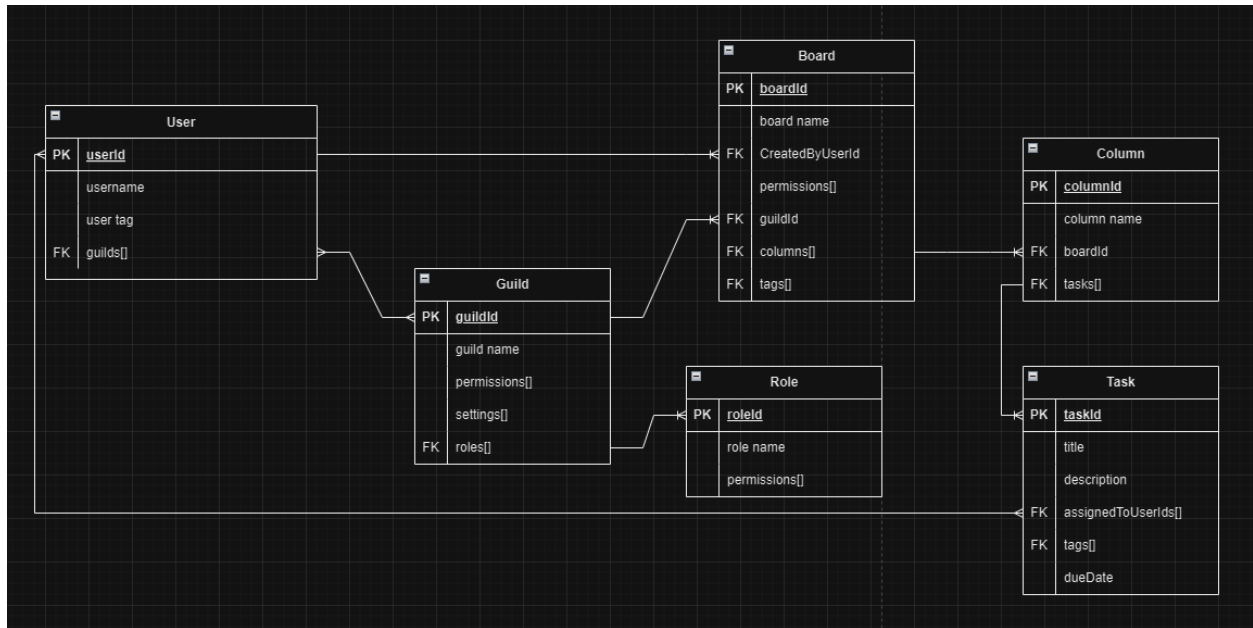 User
PK userId
username
user tag
FK guilds[]
Guild
PK guildId
guild name
permissions[]
settings[]
FK roles[]
Board
PK boardId
board name
FK CreatedByUserId
permissions[]
FK guildId
FK columns[]
FK tags[]
Role
PK roleId
role name
permissions[]
Column
PK columnId
column name
FK boardId
FK tasks[]
Task
PK taskId
title
description
FK assignedToUserIds[]
FK tags[]
dueDate